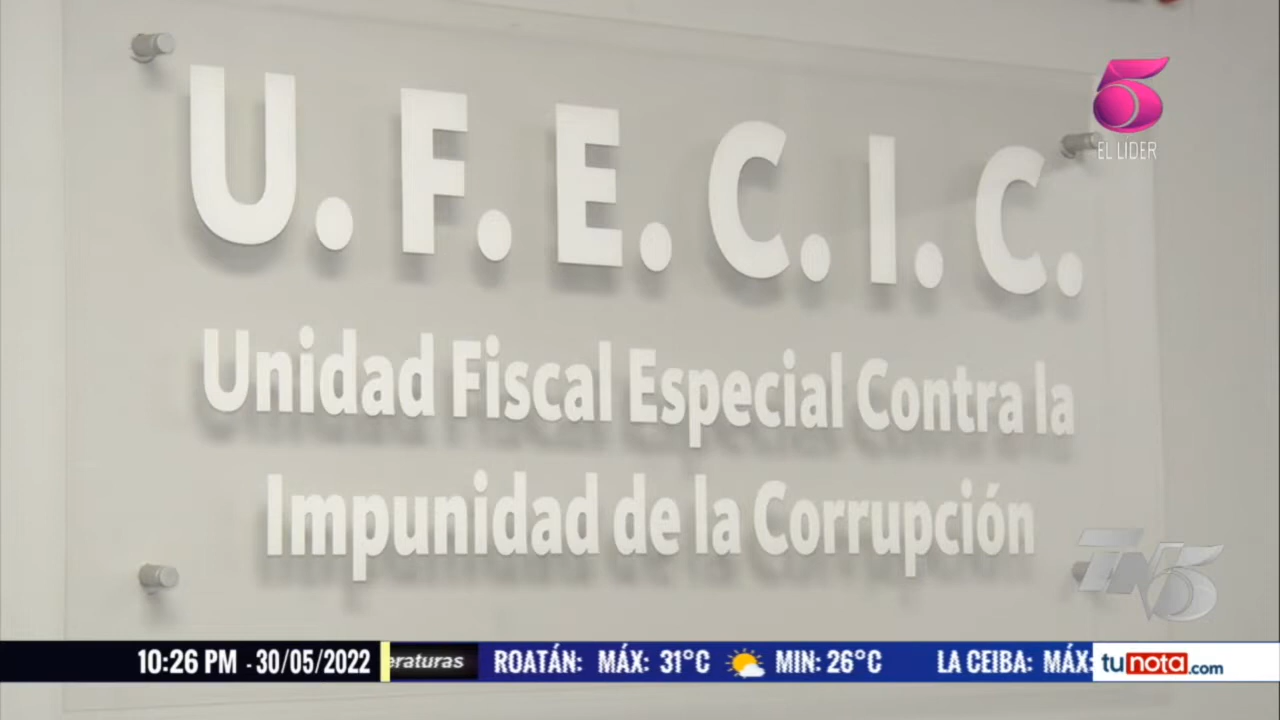 5
EL LIDER
U.F.E.C.I.C.
Unidad Fiscal Especial Contra la
Impunidad de la Corrupción
TN5
10:26 PM - 30/05/2022 eraturas ROATÁN: MÁX: 31°C MIN: 26°C LA CEIBA: MÁX: tunota.com